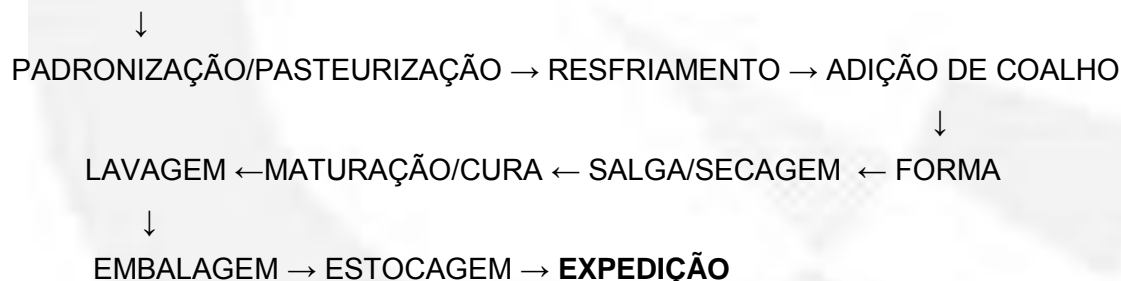 ↓
PADRONIZAÇÃO/PASTEURIZAÇÃO → RESFRIAMENTO → ADIÇÃO DE COALHO
↓
LAVAGEM ←MATURAÇÃO/CURA ← SALGA/SECAGEM ← FORMA
↓
EMBALAGEM → ESTOCAGEM → EXPEDIÇÃO